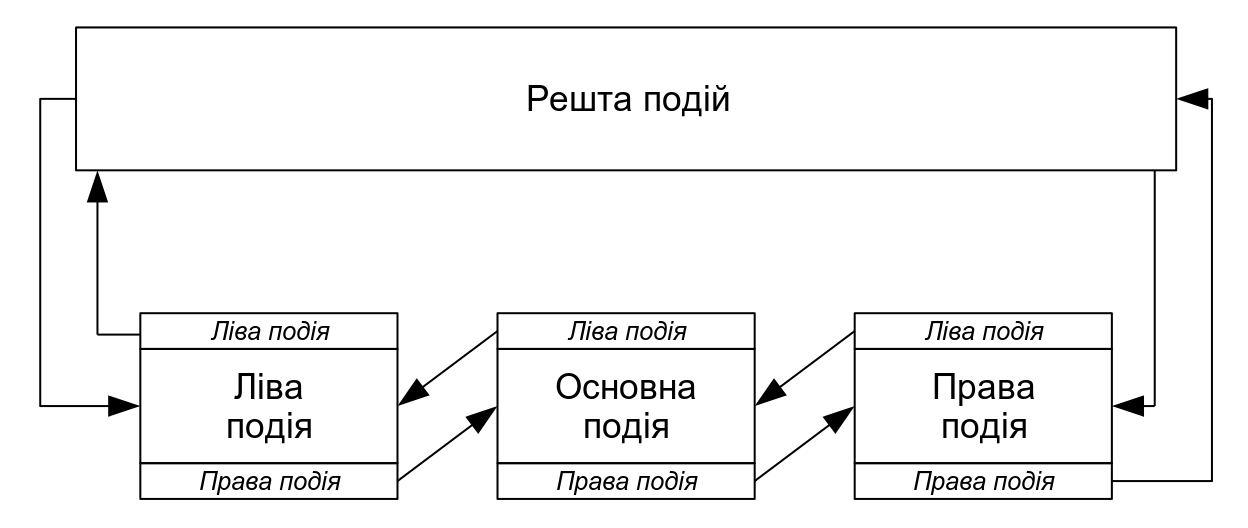 Решта подій
Ліва подія
Ліва подія
Ліва подія
Ліва
подія
Основна
подія
Права
подія
Права подія
Права подія
Права подія